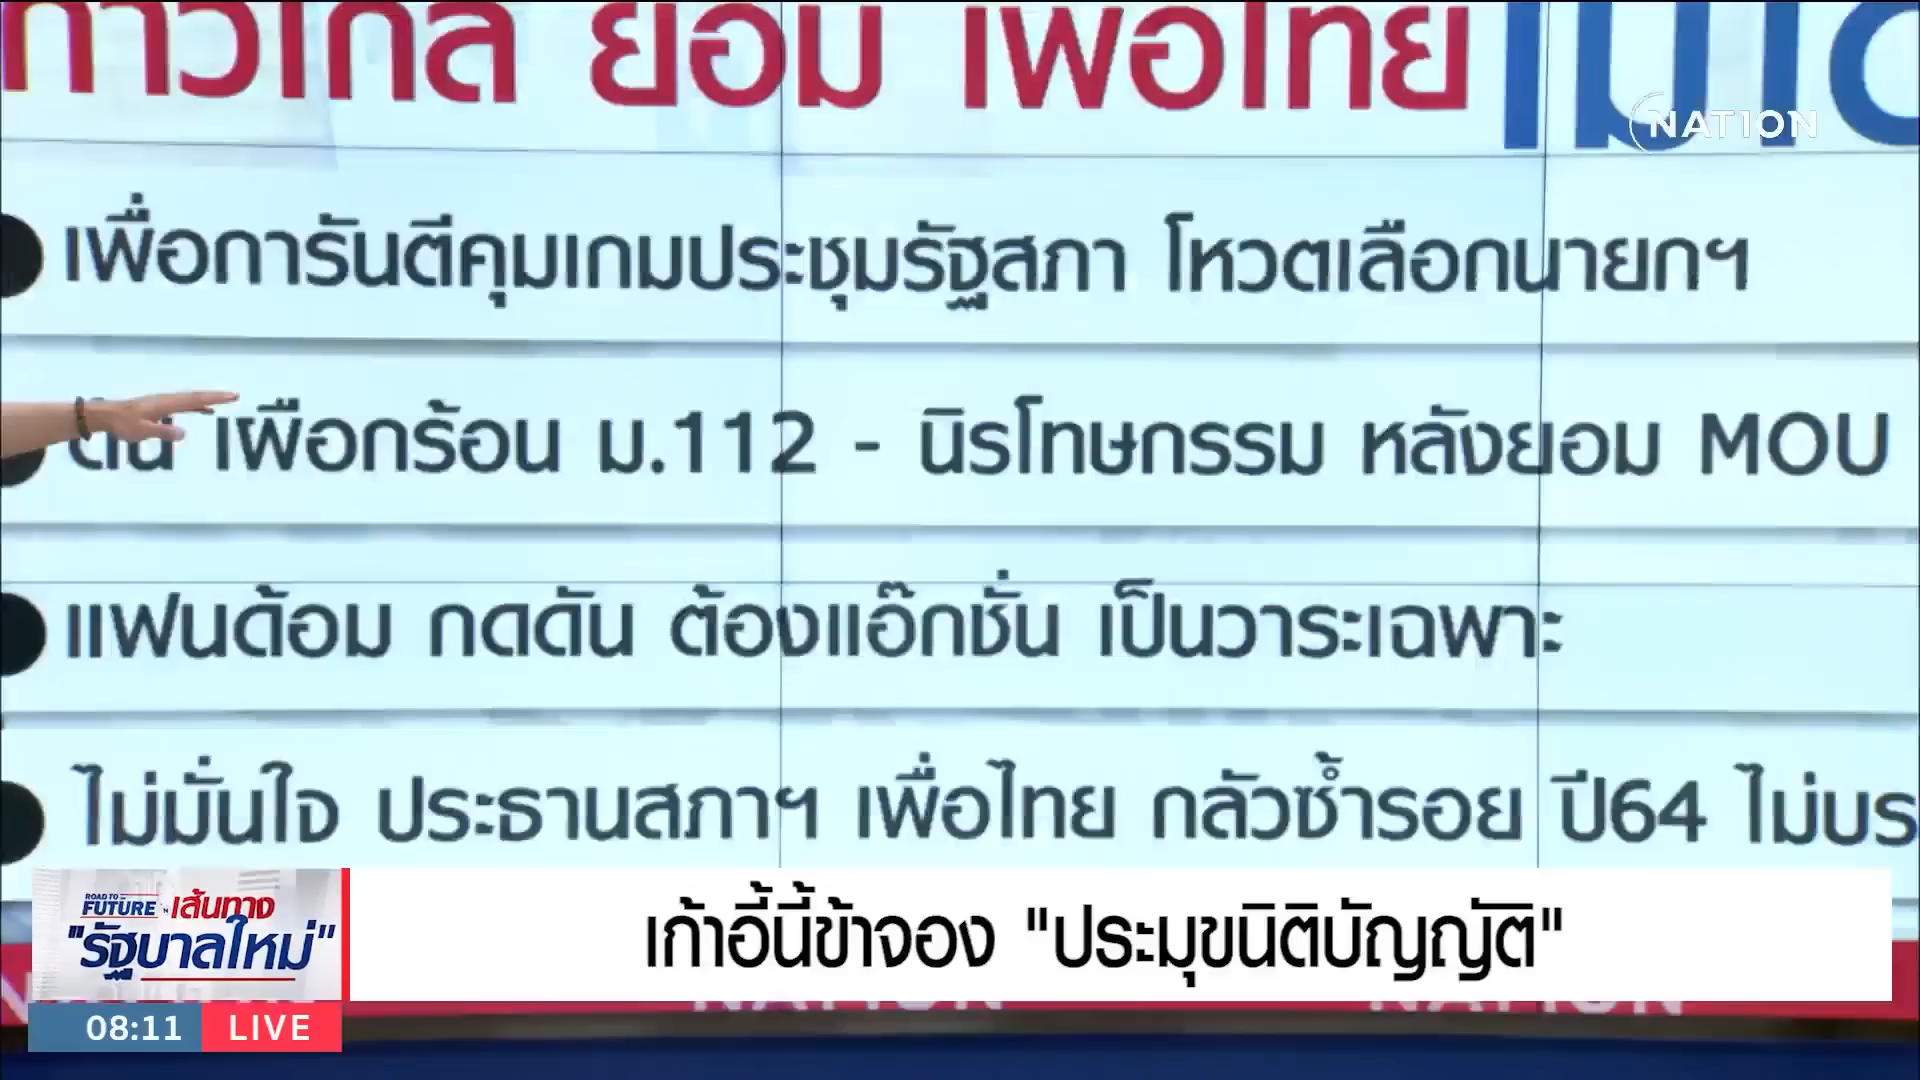 ก้าวไกล ยอม เพื่อไทย
NATION
เพื่อการันตีคุมเกมประชุมรัฐสภา โหวตเลือกนายกฯ
ดัน เผือกร้อน ม.112 - นิรโทษกรรม หลังยอม MOU
แฟนด้อม กดดัน ต้องแอ๊กชั่น เป็นวาระเฉพาะ
ไม่มั่นใจ ประธานสภาฯ เพื่อไทย กลัวซ้ำรอย ปี64
ROAD TO FUTURE เส้นทาง
"รัฐบาลใหม่"
เก้าอี้นี้ข้าจอง "ประมุขนิติบัญญัติ"
NATION NATION
08:11 LIVE